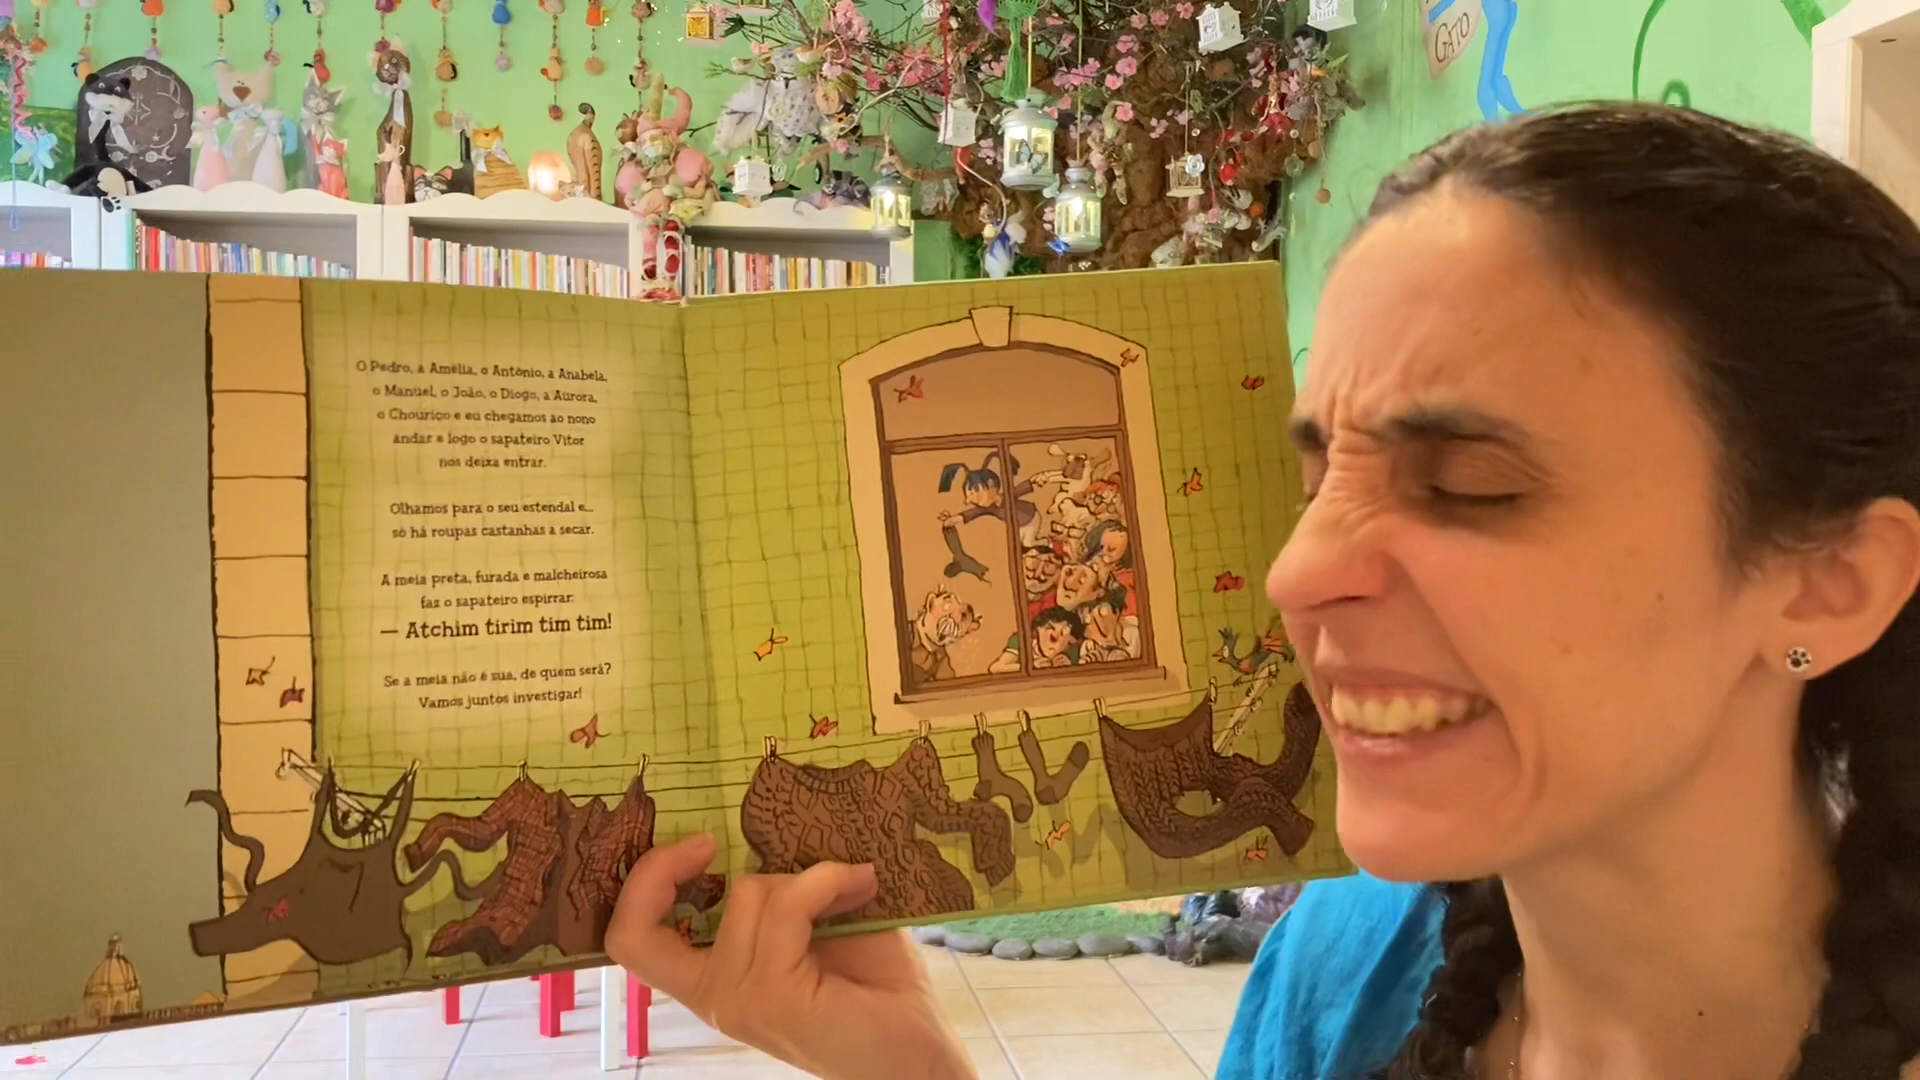 GATO
O Pedro, a Amélia, o António, a Anabela,
o Manuel, o João, o Diogo, a Aurora,
o Chouriço e eu chegamos ao nono
andar e logo o sapateiro Vítor
nos deixa entrar.
Olhamos para o seu estendal e...
só há roupas castanhas a secar.
A meia preta, furada e malcheirosa
faz o sapateiro espirrar:
— Atchim tirim tim tim!
Se a meia não é sua, de quem será?
Vamos juntos investigar!